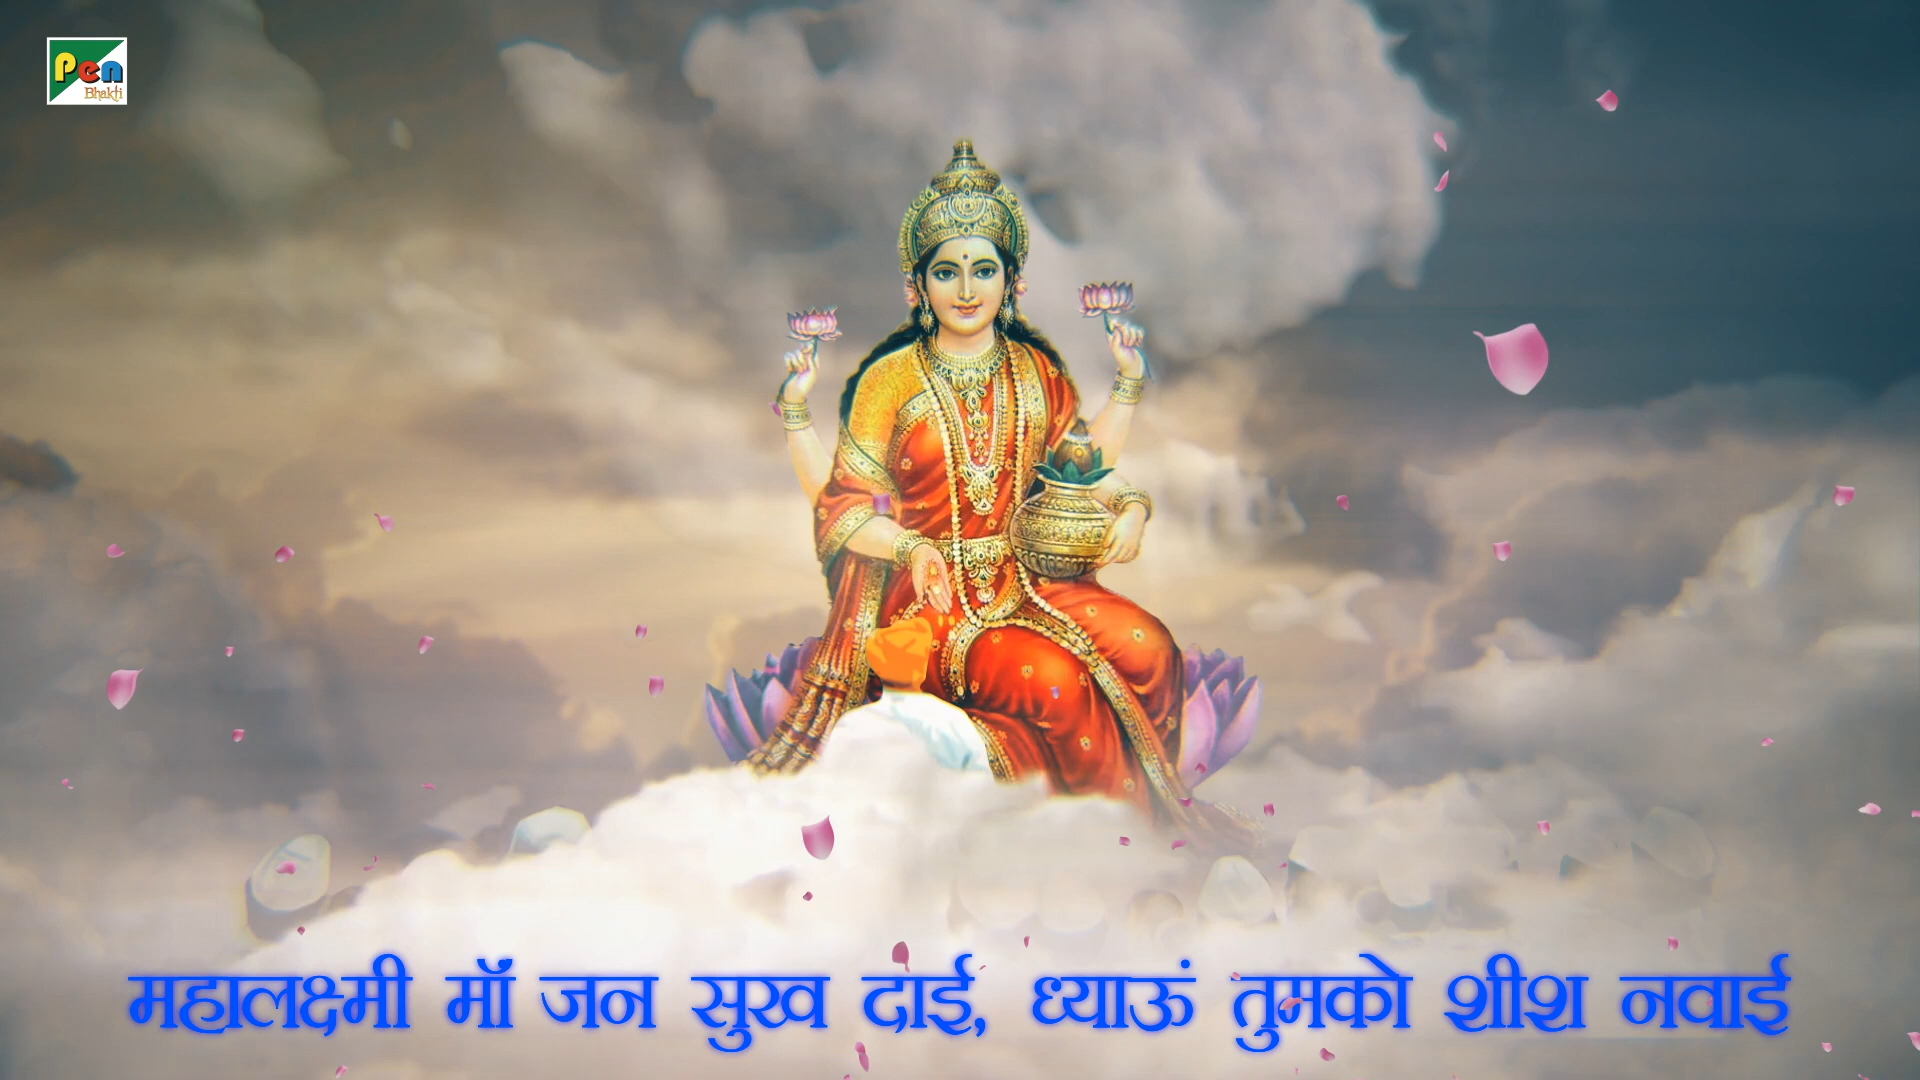 Pen
Bhakti
महालक्ष्मी मॉ जन सुख दाई, ध्याऊं तुमको शीश नवाई